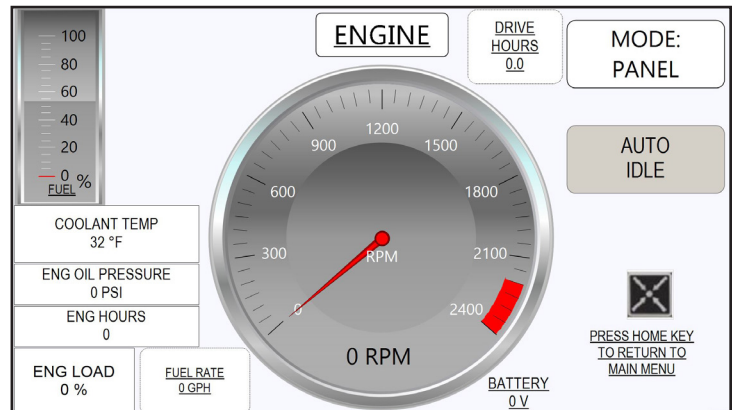 ENGINE
DRIVE
HOURS
0.0
MODE:
PANEL
100
80
60
40
20
0
FUEL %
AUTO
IDLE
COOLANT TEMP
32 °F
ENG OIL PRESSURE
0 PSI
ENG HOURS
0
ENG LOAD
0 %
FUEL RATE
0 GPH
0
300
600
900
1200
1500
1800
2100
2400
RPM
0 RPM
BATTERY
0 V
PRESS HOME KEY
TO RETURN TO
MAIN MENU